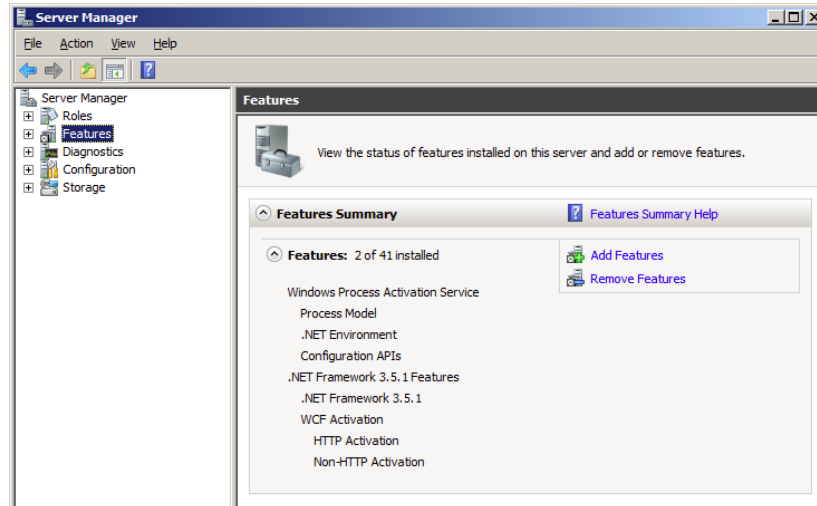 Server Manager
File Action View Help
Server Manager
Roles
Features
Diagnostics
Configuration
Storage
Features
View the status of features installed on this server and add or remove features.
Features Summary
Features Summary Help
Features: 2 of 41 installed
Add Features
Remove Features
Windows Process Activation Service
Process Model
.NET Environment
Configuration APIs
.NET Framework 3.5.1 Features
.NET Framework 3.5.1
WCF Activation
HTTP Activation
Non-HTTP Activation